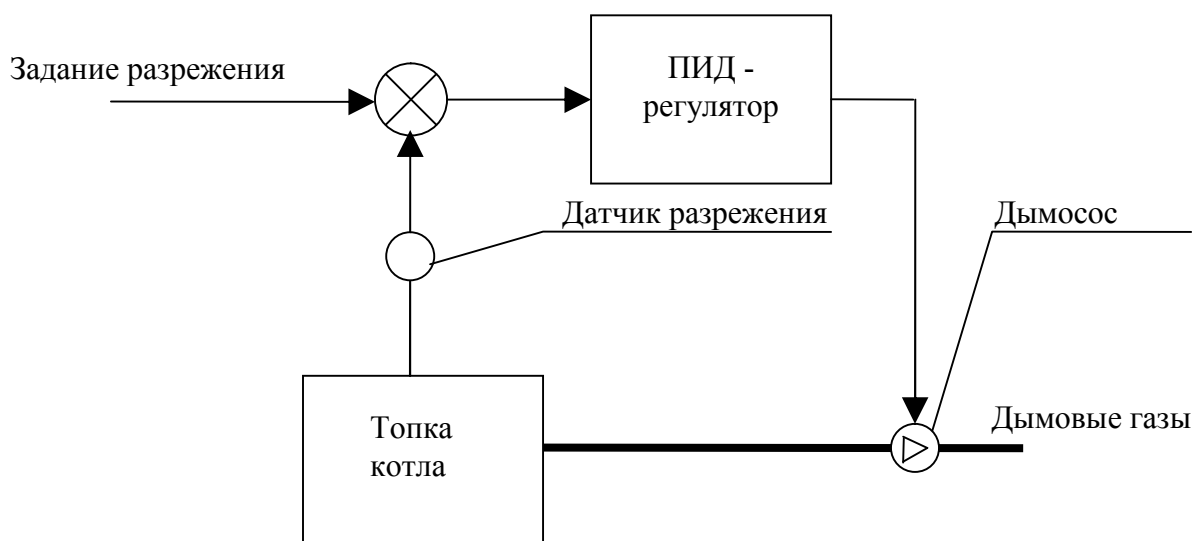 Задание разрежения
ПИД -
регулятор
Датчик разрежения
Дымосос
Топка
котла
Дымовые газы